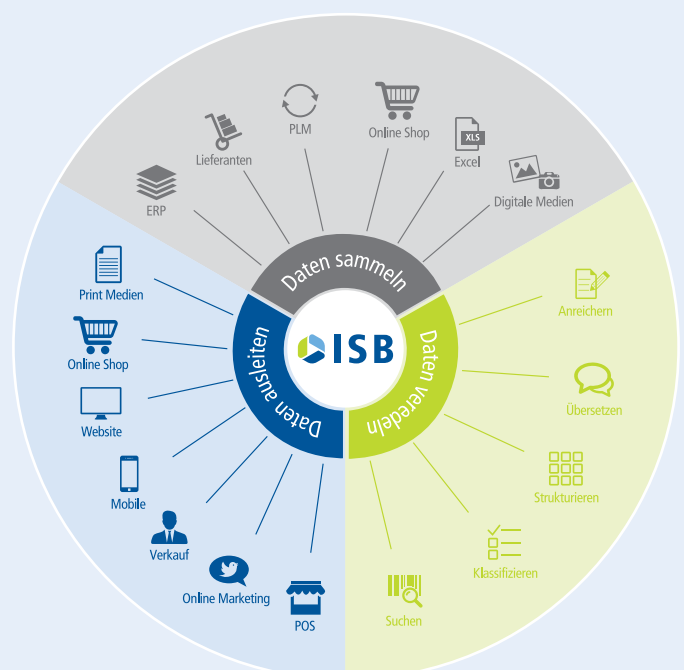 PLM
Online Shop
Lieferanten
Excel
XLS
ERP
Digitale Medien
Daten sammeln
Print Medien
Online Shop
Website
Mobile
Verkauf
Online Marketing
POS
Daten ausleiten
ISB
Daten veredeln
Anreichern
Übersetzen
Strukturieren
Klassifizieren
Suchen